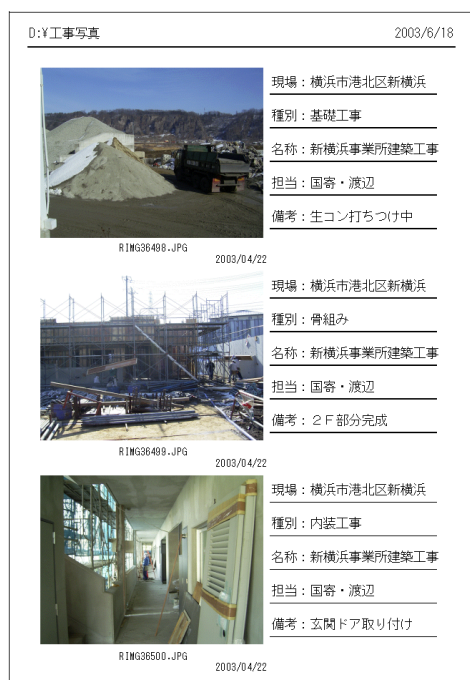 D:¥工事写真
2003/6/18
現場：横浜市港北区新横浜
種別：基礎工事
名称：新横浜事業所建築工事
担当：国寄・渡辺
備考：生コン打ちつけ中
RIMG36498.JPG
2003/04/22
現場：横浜市港北区新横浜
種別：骨組み
名称：新横浜事業所建築工事
担当：国寄・渡辺
備考：２Ｆ部分完成
RIMG36499.JPG
2003/04/22
現場：横浜市港北区新横浜
種別：内装工事
名称：新横浜事業所建築工事
担当：国寄・渡辺
備考：玄関ドア取り付け
RIMG36500.JPG
2003/04/22